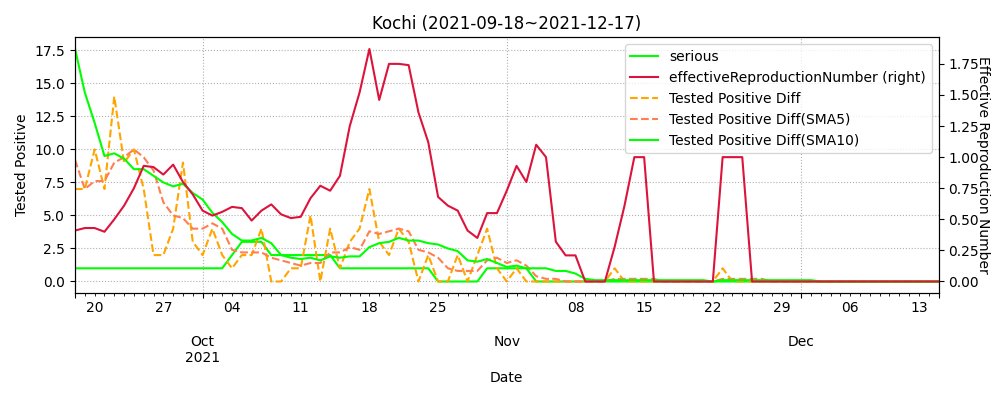 Kochi (2021-09-18~2021-12-17)
serious
effectiveReproductionNumber (right)
Tested Positive Diff
Tested Positive Diff(SMA5)
Tested Positive Diff(SMA10)
Tested Positive
17.5
15.0
12.5
10.0
7.5
5.0
2.5
0.0
Effective Reproduction Number
1.75
1.50
1.25
1.00
0.75
0.50
0.25
0.00
20 27 04 11 18 25 08 15 22 29 06 13
Oct Nov Dec
2021
Date